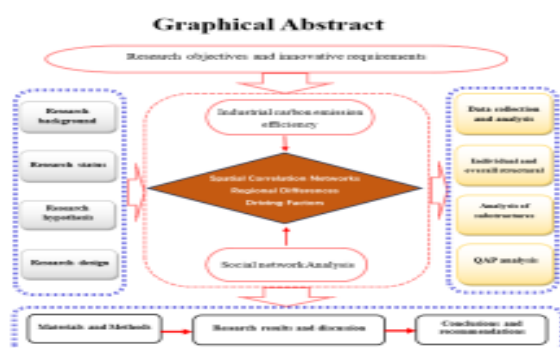 Graphical Abstract
Research objectives and innovative requirements
Research
background
Research status
Research
hypothesis
Research design
Industrial carbon emission
efficiency
Spatial Correlation Networks
Regional Differences
Driving Factors
Social network Analysis
Data collection
and analysis
Individual and
overall structural
Analysis of
substructures
QAP analysis
Materials and Methods
Research results and discussion
Conclusions and
recommendations